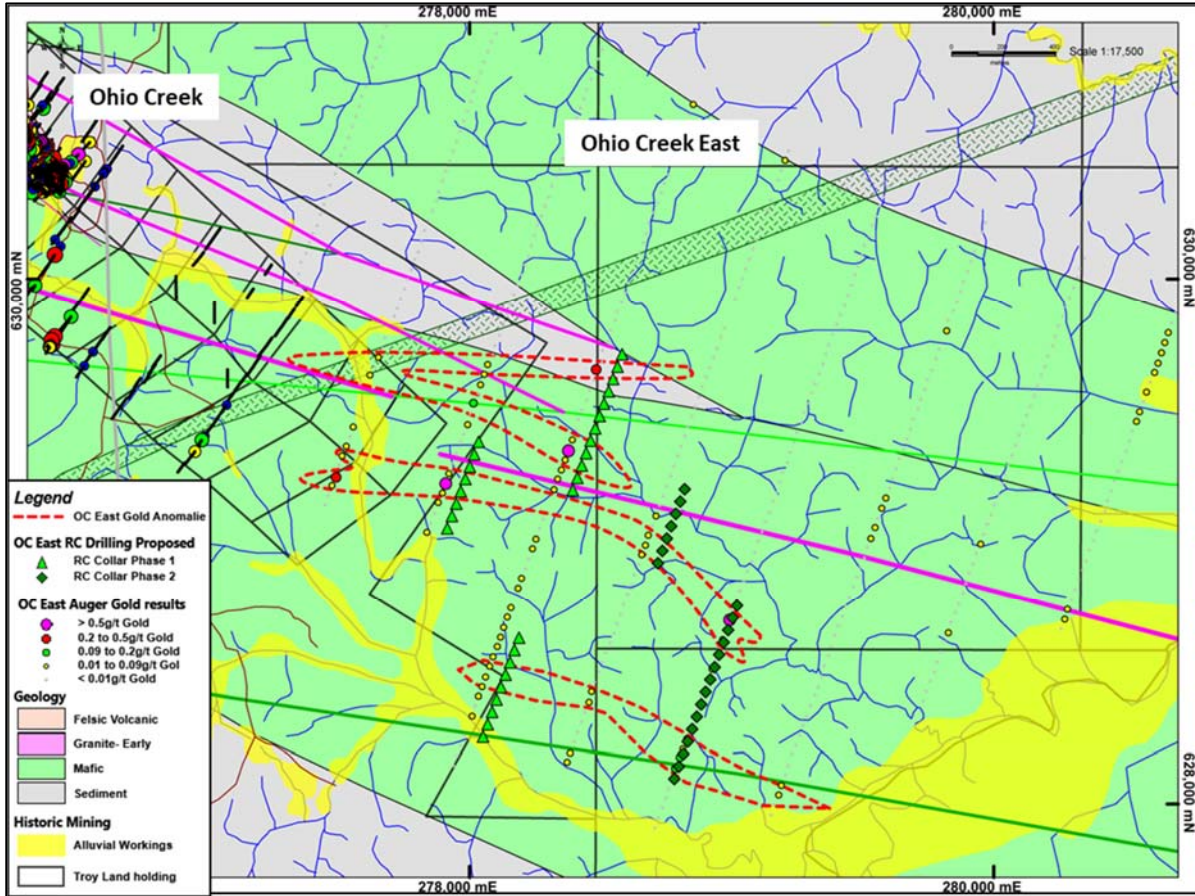 278,000 mE
280,000 mE
Scale 1:17,500
metres
Ohio Creek
Ohio Creek East
630,000 mN
630,000 mN
Legend
OC East Gold Anomalie
OC East RC Drilling Proposed
RC Collar Phase 1
RC Collar Phase 2
OC East Auger Gold results
> 0.5g/t Gold
0.2 to 0.5g/t Gold
0.09 to 0.2g/t Gold
0.01 to 0.09g/t Gol
< 0.01g/t Gold
Geology
Felsic Volcanic
Granite- Early
Mafic
Sediment
Historic Mining
Alluvial Workings
Troy Land holding
628,000 mN
278,000 mE
280,000 mE